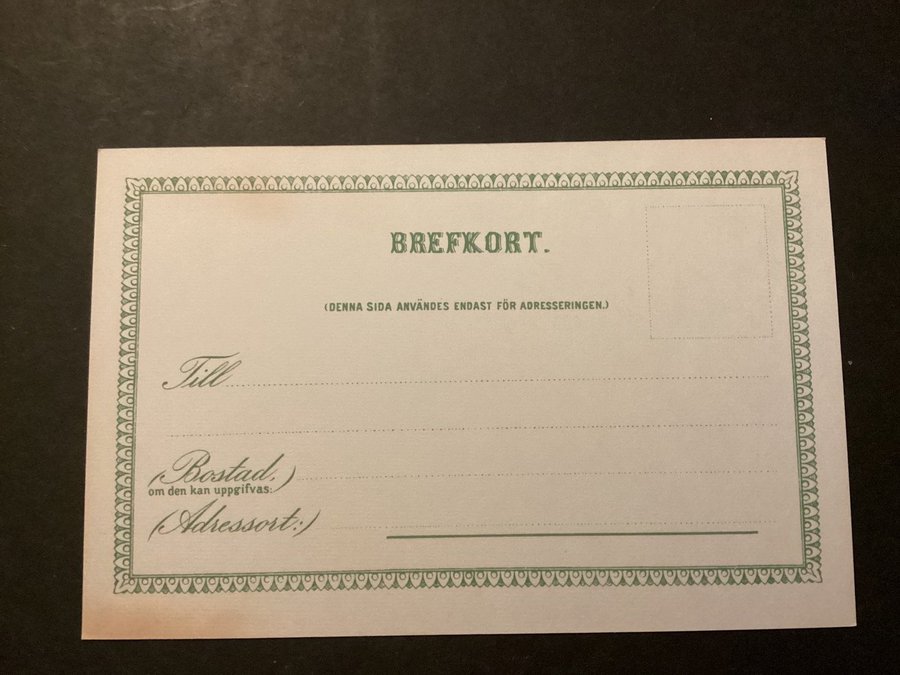 BREFKORT.
(DENNA SIDA ANVÄNDES ENDAST FÖR ADRESSERINGEN.)
Till
(Bostad,)
om den kan uppgifvas:
(Adressort:)